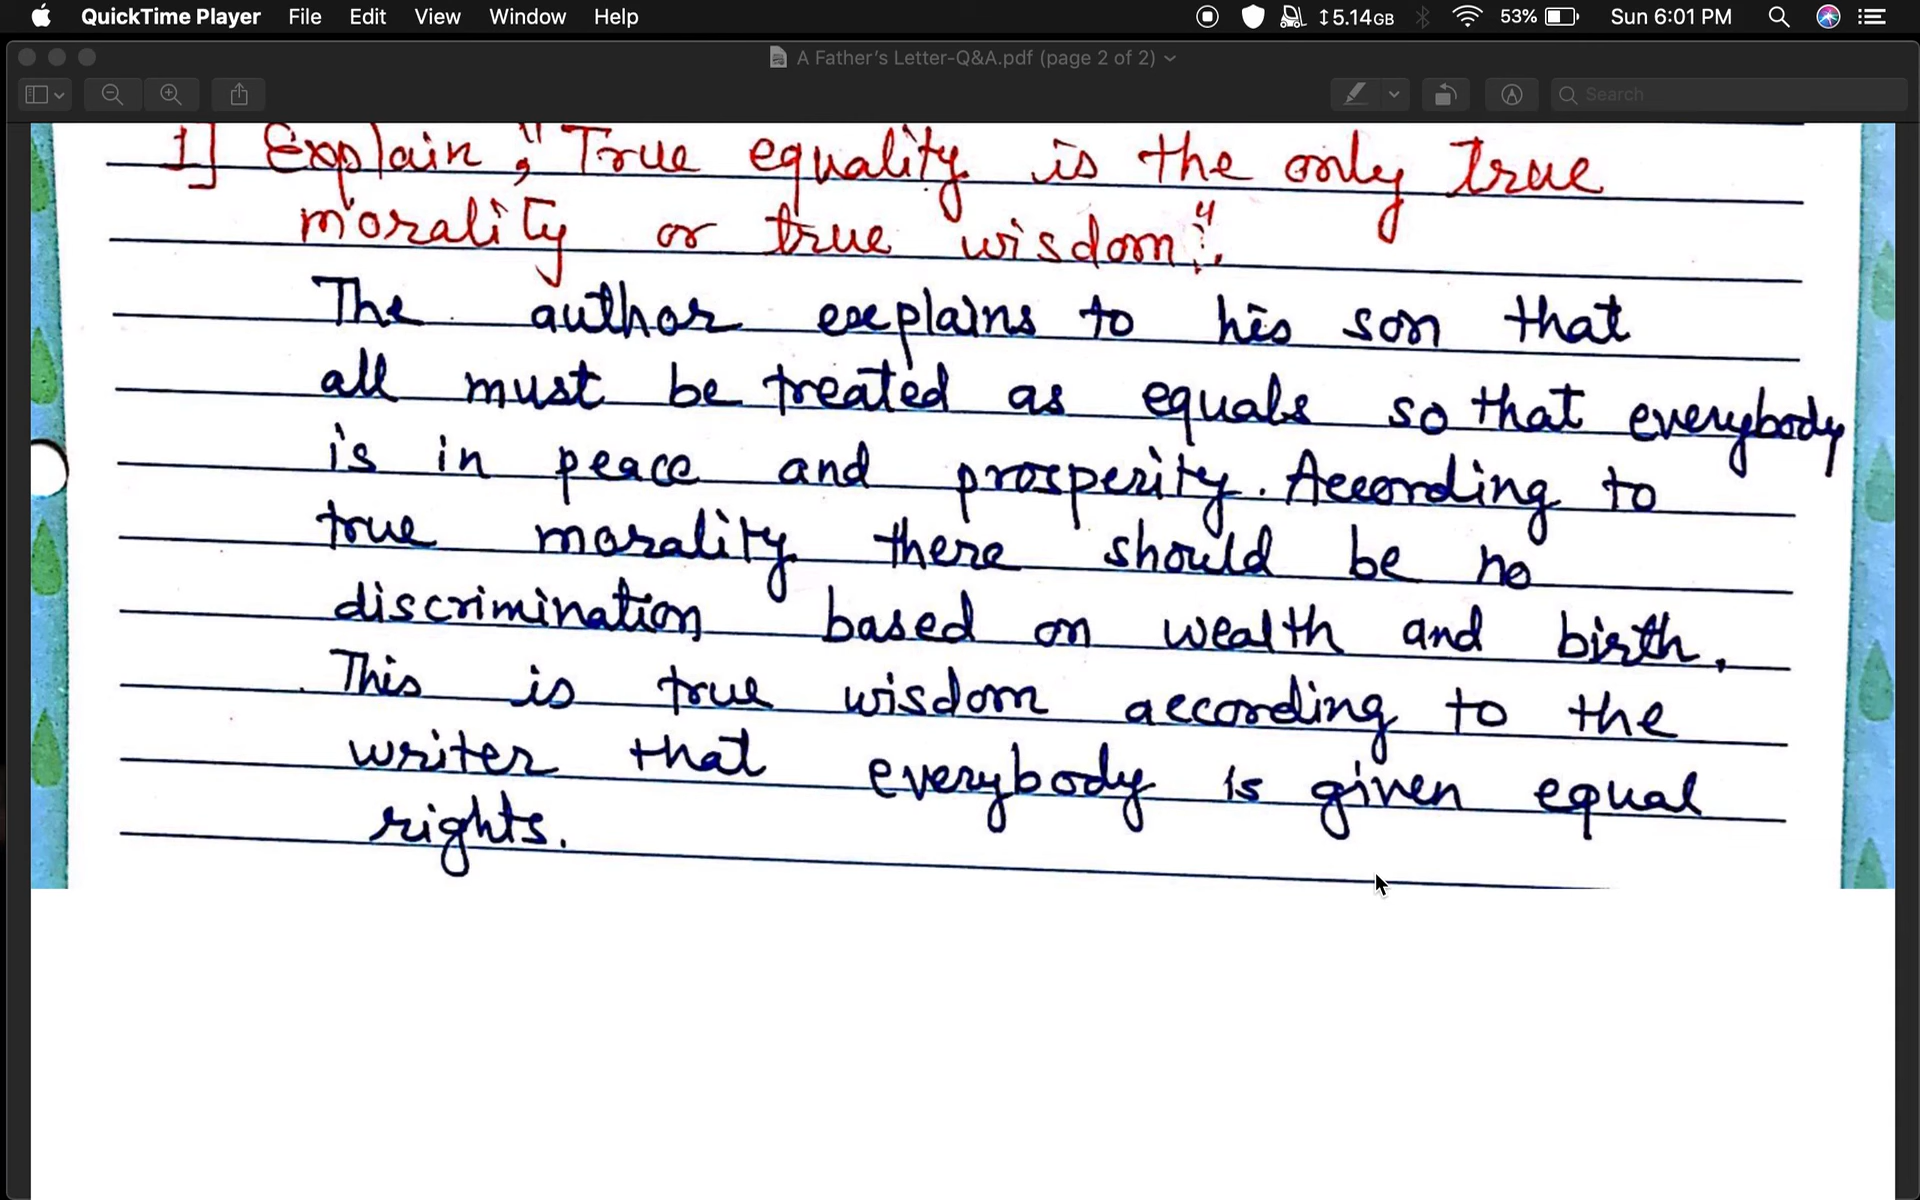 QuickTime Player File Edit View Window Help 5.14GB 53% Sun 6:01 PM
A Father's Letter-Q&A.pdf (page 2 of 2)
Search
1] Explain, "True equality is the only true
morality or true wisdom".
The author explains to his son that
all must be treated as equals so that everybody
is in peace and prosperity. According to
true morality there should be no
discrimination based on wealth and birth.
This is true wisdom according to the
writer that everybody is given equal
rights.